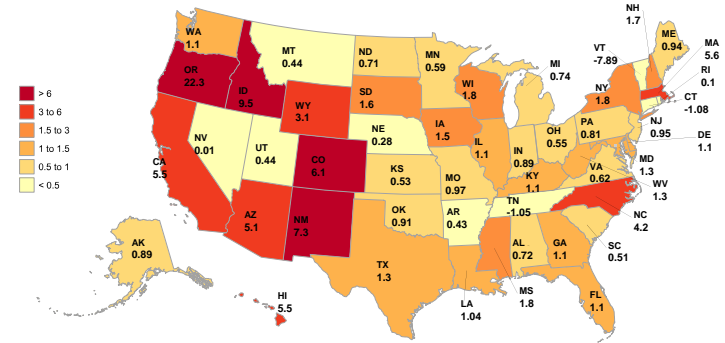 NH
1.7
WA
1.1
MT
0.44
ND
0.71
MN
0.59
MI
0.74
VT
-7.89
ME
0.94
MA
5.6
RI
0.1
CT
-1.08
OR
22.3
ID
9.5
WY
3.1
SD
1.6
WI
1.8
NY
1.8
> 6
3 to 6
1.5 to 3
1 to 1.5
0.5 to 1
< 0.5
NV
0.01
UT
0.44
NE
0.28
IA
1.5
IL
1.1
IN
0.89
OH
0.55
PA
0.81
NJ
0.95
DE
1.1
MD
1.3
WV
1.3
CA
5.5
CO
6.1
KS
0.53
MO
0.97
KY
1.1
VA
0.62
NC
4.2
AZ
5.1
NM
7.3
OK
0.91
AR
0.43
TN
-1.05
SC
0.51
AK
0.89
TX
1.3
LA
1.04
MS
1.8
AL
0.72
GA
1.1
FL
1.1
HI
5.5